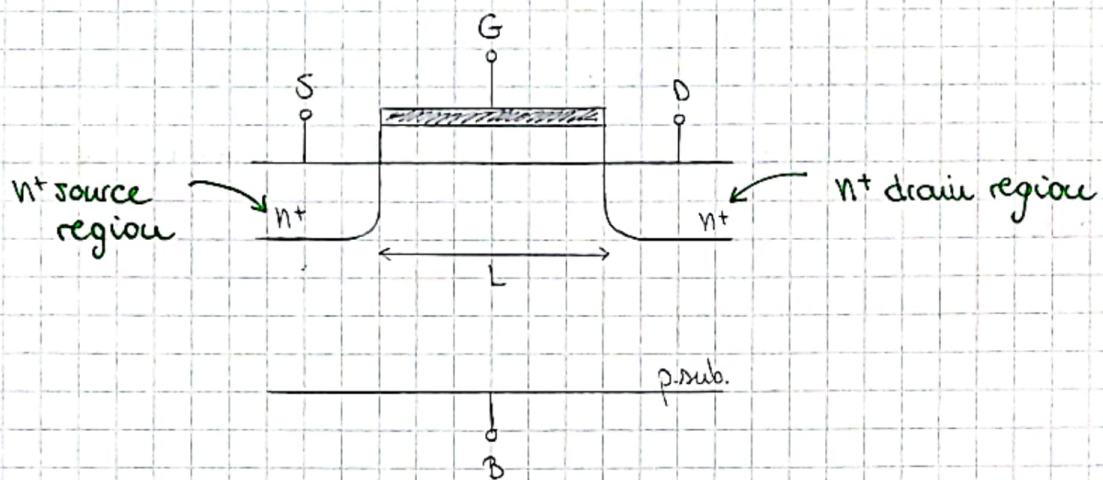 G
S
D
n+ source
region
n+
n+
n+ drain region
L
p.sub.
B